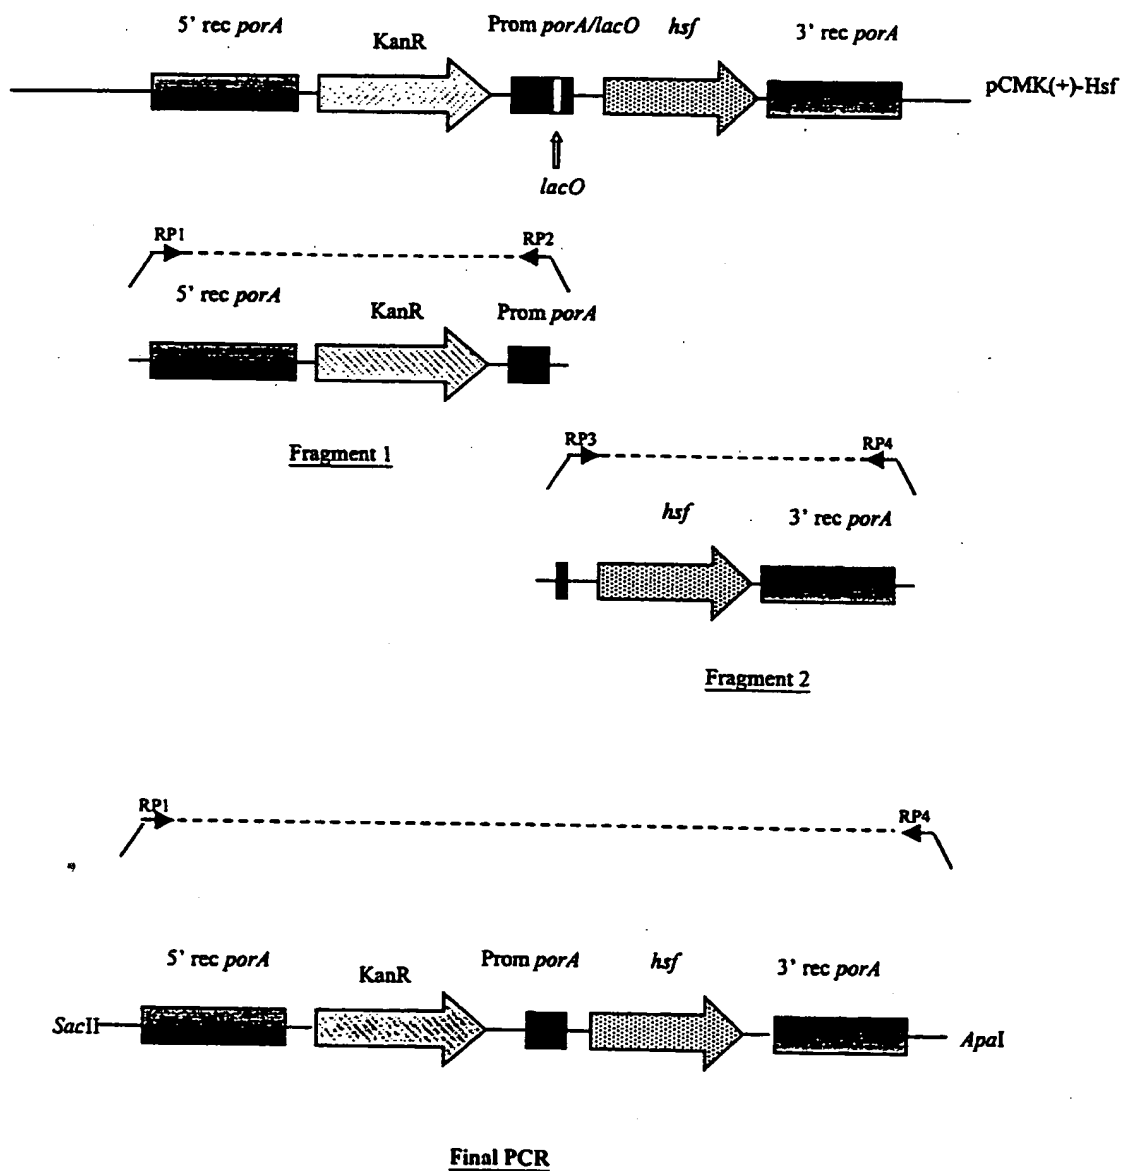 5' rec porA
KanR
Prom porA/lacO
hsf
3' rec porA
pCMK(+)-Hsf
lacO
RP1
RP2
5' rec porA
KanR
Prom porA
Fragment 1
RP3
RP4
hsf
3' rec porA
Fragment 2
RP1
RP4
5' rec porA
KanR
Prom porA
hsf
3' rec porA
SacII
ApaI
Final PCR